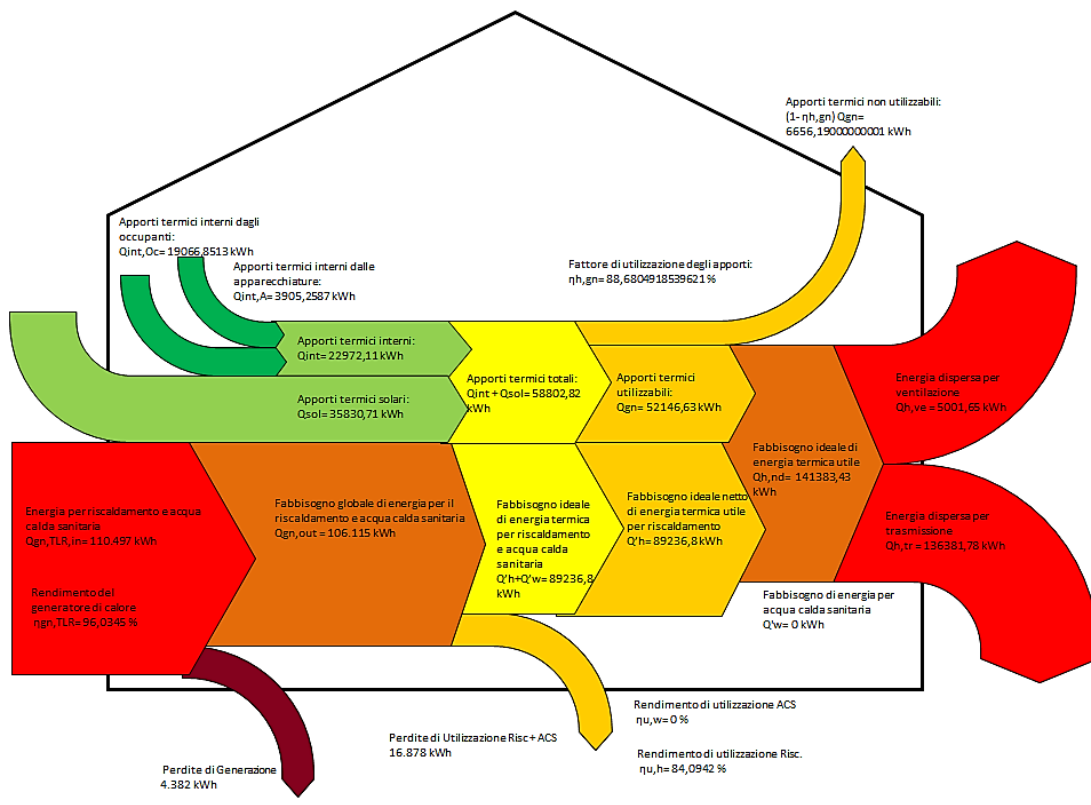 Apporti termici non utilizzabili:
(1- ηh,gn) Qgn=
6656,19000000001 kWh
Apporti termici interni dagli
occupanti:
Qint,Oc= 19066,8513 kWh
Apporti termici interni dalle
apparecchiature:
Qint,A= 3905,2587 kWh
Fattore di utilizzazione degli apporti:
ηh,gn= 88,6804918539621 %
Apporti termici interni:
Qint= 22972,11 kWh
Apporti termici solari:
Qsol= 35830,71 kWh
Apporti termici totali:
Qint + Qsol= 58802,82
kWh
Apporti termici
utilizzabili:
Qgn= 52146,63 kWh
Energia dispersa per
ventilazione
Qh,ve = 5001,65 kWh
Fabbisogno ideale di
energia termica utile
Qh,nd = 141383,43
kWh
Energia per riscaldamento e acqua
calda sanitaria
Qgn,TLR,in= 110.497 kWh
Rendimento del
generatore di calore
ηgn,TLR= 96,0345 %
Fabbisogno globale di energia per il
riscaldamento e acqua calda sanitaria
Qgn,out = 106.115 kWh
Fabbisogno ideale
di energia termica
per riscaldamento
e acqua calda
sanitaria
Q'h+Q'w= 89236,8
kWh
Fabbisogno ideale netto
di energia termica utile
per riscaldamento
Q'h= 89236,8 kWh
Energia dispersa per
trasmissione
Qh,tr = 136381,78 kWh
Fabbisogno di energia per
acqua calda sanitaria
Q'w= 0 kWh
Rendimento di utilizzazione ACS
ηu,w= 0 %
Perdite di Utilizzazione Risc + ACS
16.878 kWh
Rendimento di utilizzazione Risc.
ηu,h= 84,0942 %
Perdite di Generazione
4.382 kWh